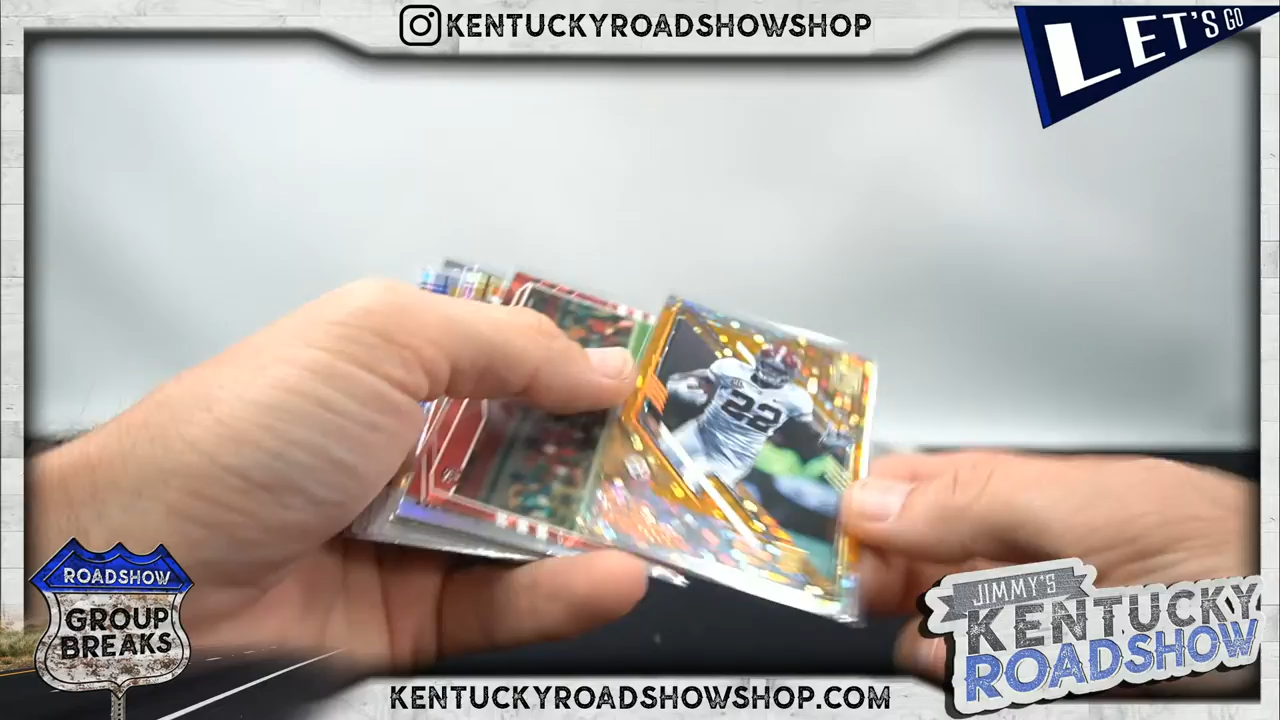 KENTUCKYROADSHOWSHOP
LET'S GO
22
ROADSHOW
GROUP
BREAKS
JIMMY'S
KENTUCKY
ROADSHOW
KENTUCKYROADSHOWSHOP.COM